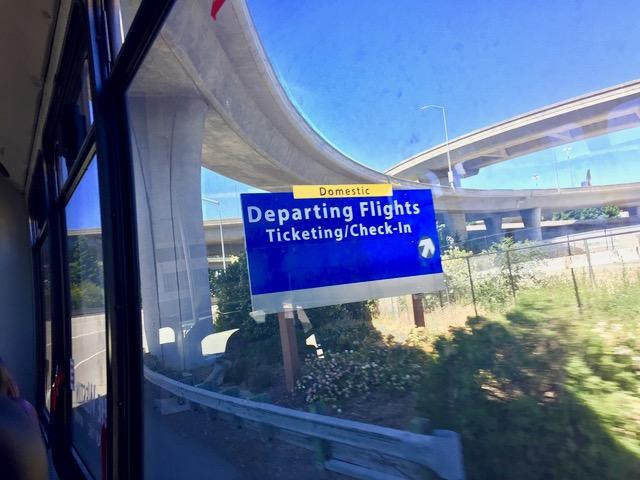 Domestic
Departing Flights
Ticketing/Check-In